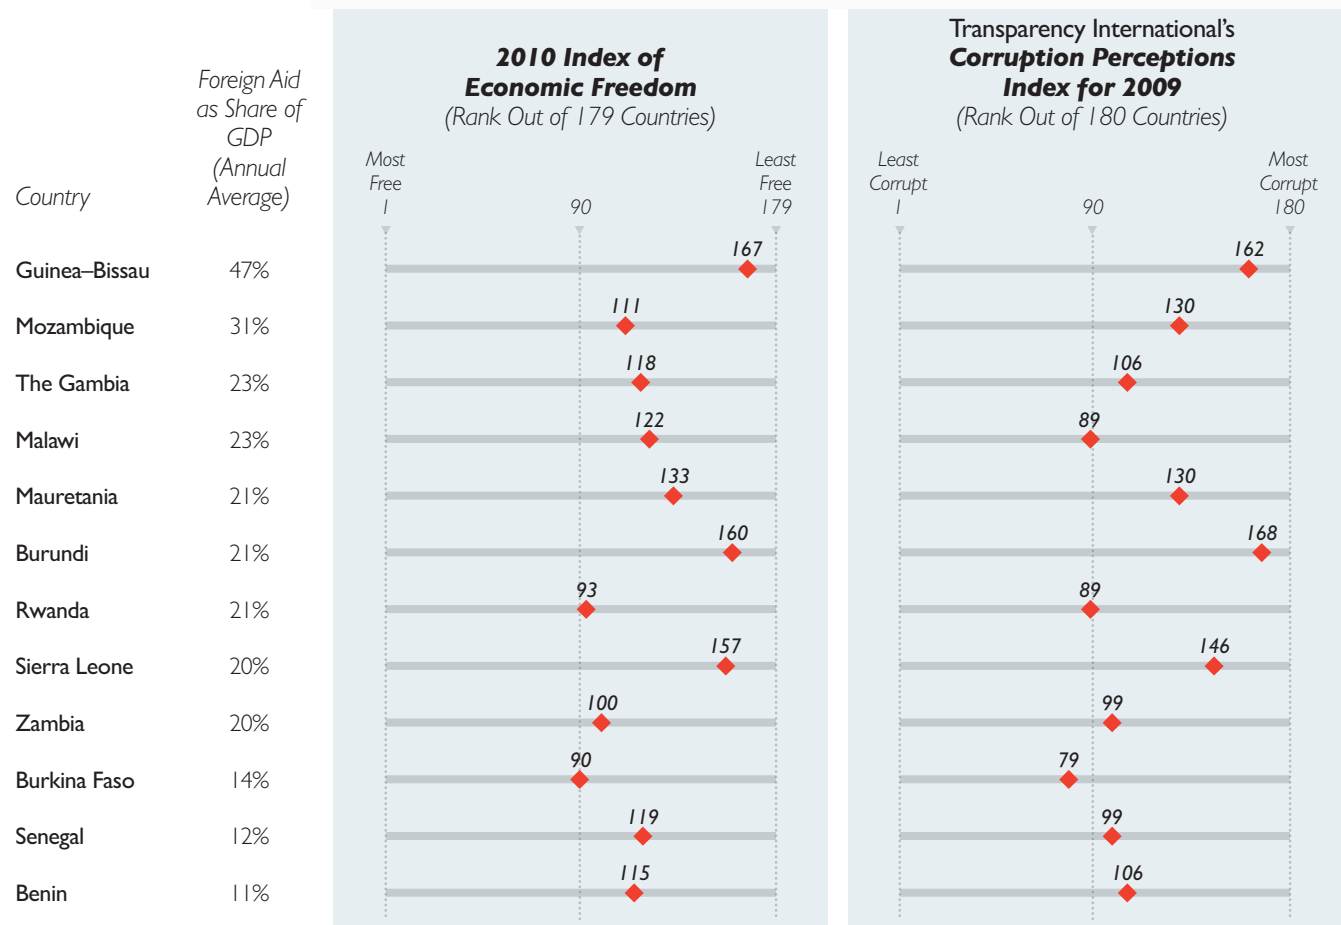 Country
Foreign Aid
as Share of
GDP
(Annual
Average)
2010 Index of
Economic Freedom
(Rank Out of 179 Countries)
Most
Free
1
90
Least
Free
179
Transparency International's
Corruption Perceptions
Index for 2009
(Rank Out of 180 Countries)
Least
Corrupt
1
90
Most
Corrupt
180
Guinea–Bissau 47% 167 162
Mozambique 31% 111 130
The Gambia 23% 118 106
Malawi 23% 122 89
Mauretania 21% 133 130
Burundi 21% 160 168
Rwanda 21% 93 89
Sierra Leone 20% 157 146
Zambia 20% 100 99
Burkina Faso 14% 90 79
Senegal 12% 119 99
Benin 11% 115 106